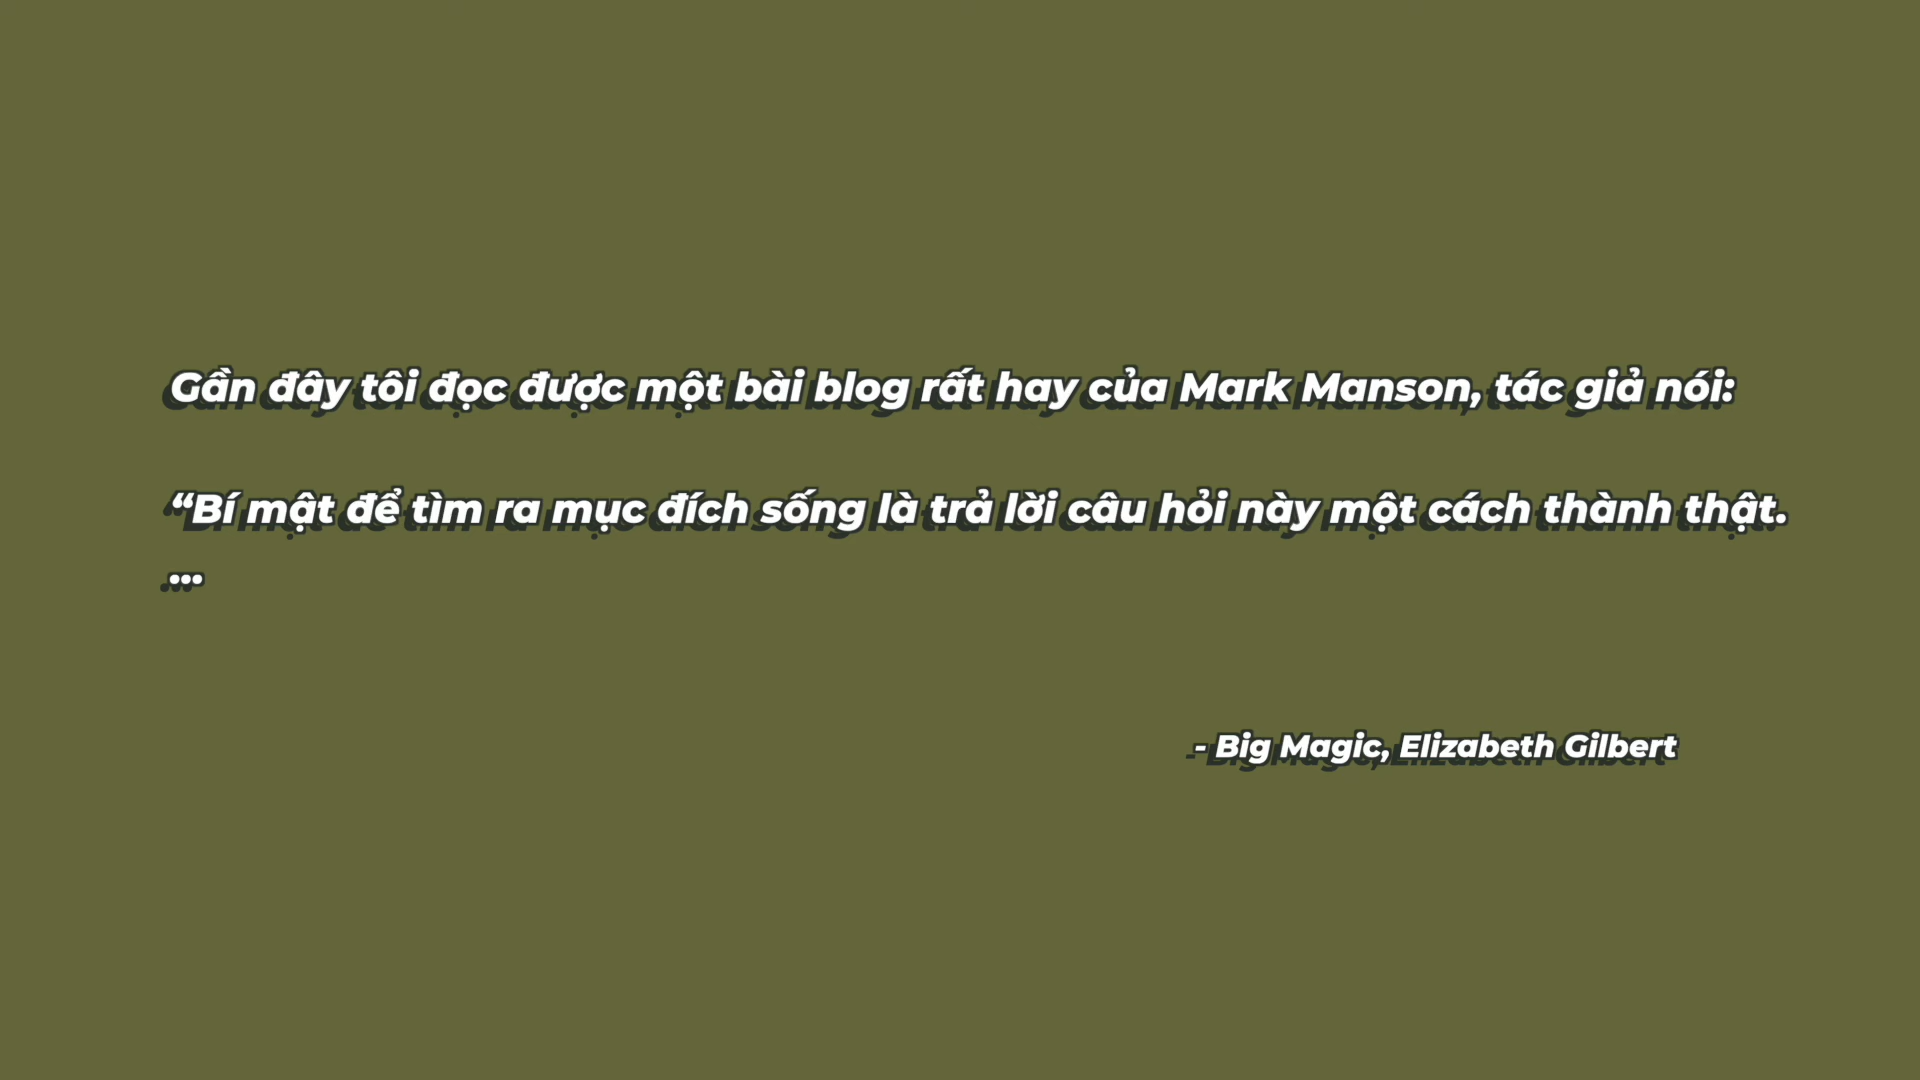 Gần đây tôi đọc được một bài blog rất hay của Mark Manson, tác giả nói:
“Bí mật để tìm ra mục đích sống là trả lời câu hỏi này một cách thành thật.
...
- Big Magic, Elizabeth Gilbert